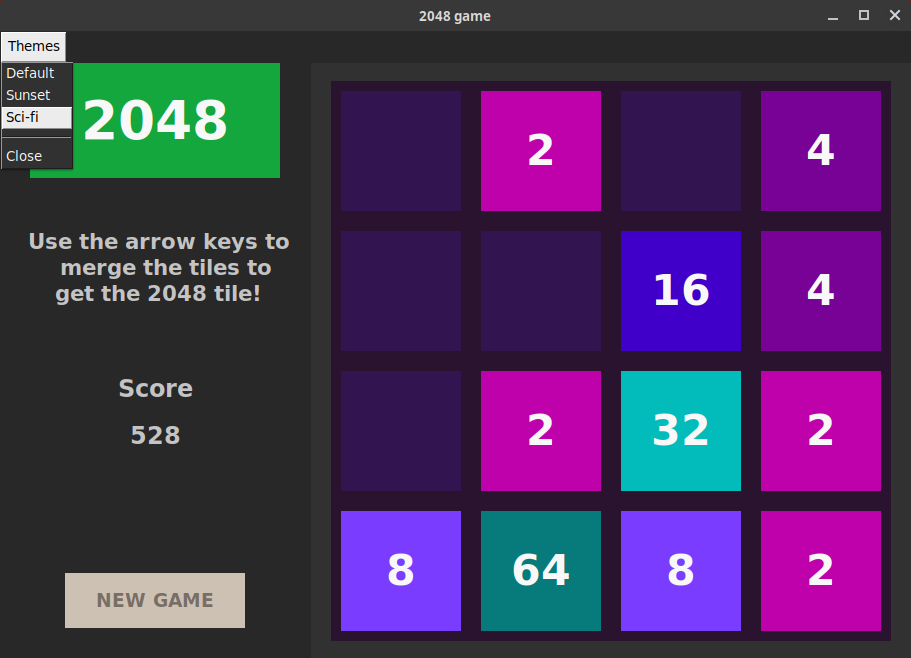 2048 game
Themes
Default
Sunset
Sci-fi
Close
2048
Use the arrow keys to
merge the tiles to
get the 2048 tile!
Score
528
NEW GAME
2 4
16 4
2 32 2
8 64 8 2